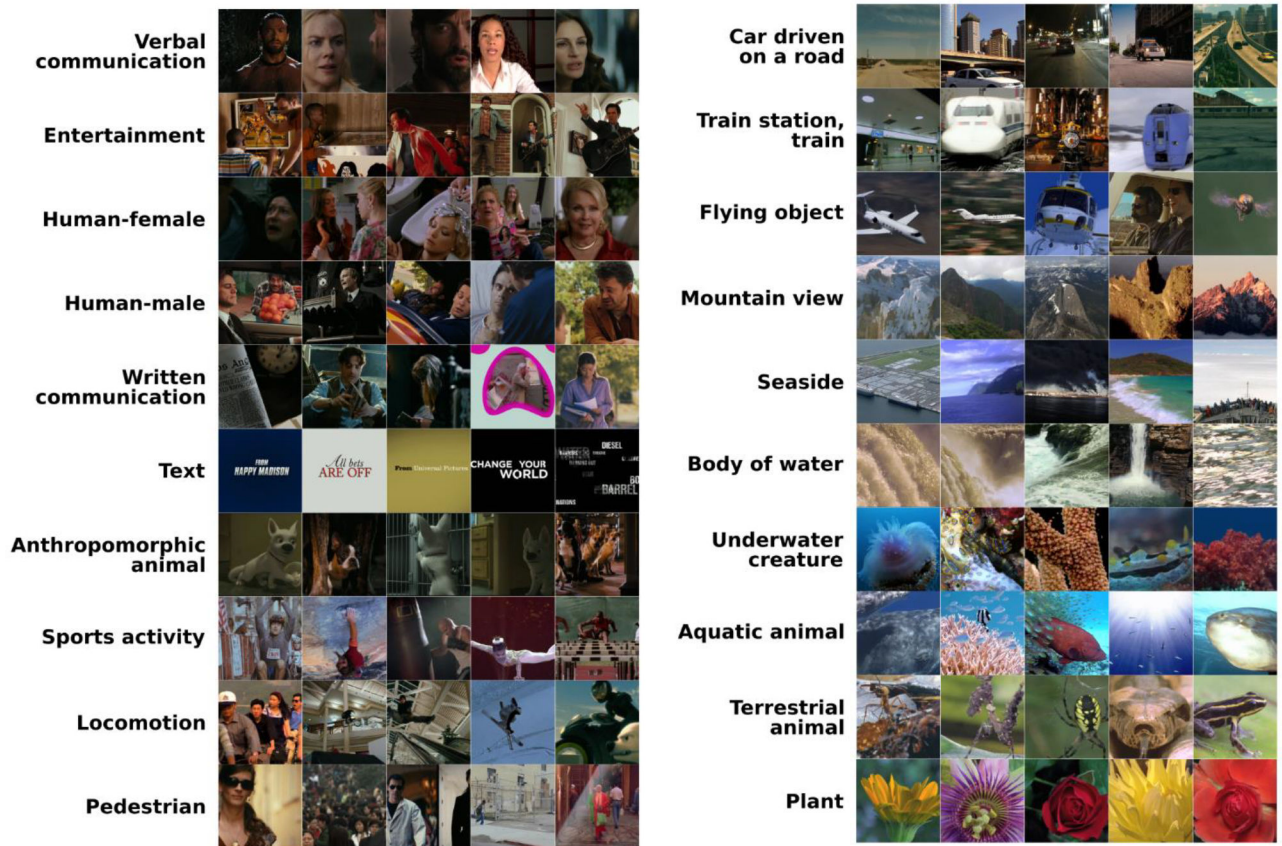 Verbal
communication
Entertainment
Human-female
Human-male
Written
communication
Text
FROM
HAPPY MADISON
All bets
ARE OFF
From Universal Pictures
CHANGE YOUR
WORLD
DIESEL
BARREL
NATIONS
Anthropomorphic
animal
Sports activity
Locomotion
Pedestrian
Car driven
on a road
Train station,
train
Flying object
Mountain view
Seaside
Body of water
Underwater
creature
Aquatic animal
Terrestrial
animal
Plant